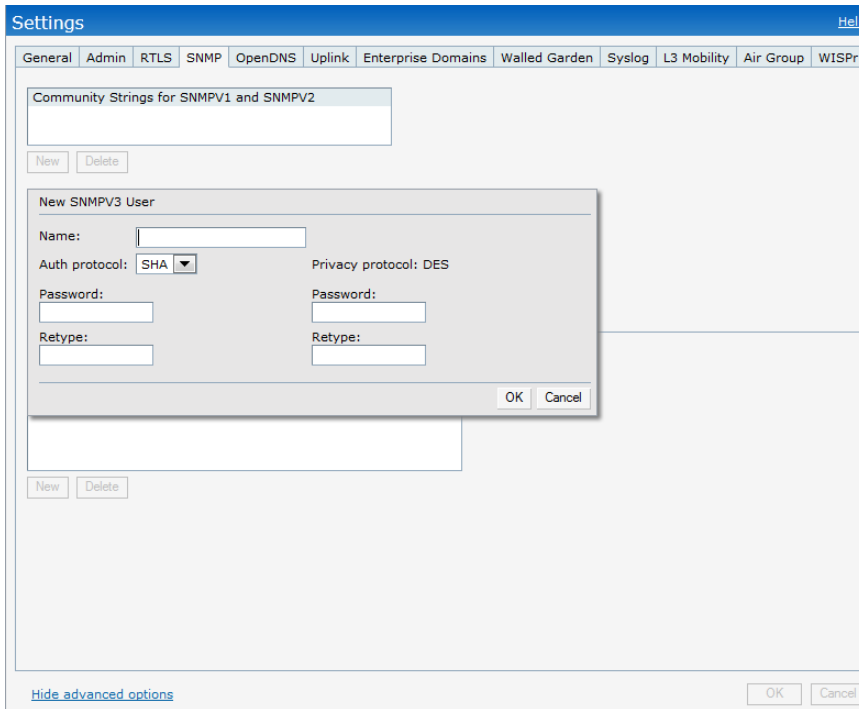 Settings
Hel
General Admin RTLS SNMP OpenDNS Uplink Enterprise Domains Walled Garden Syslog L3 Mobility Air Group WISPr
Community Strings for SNMPV1 and SNMPV2
New Delete
New SNMPV3 User
Name:
Auth protocol: SHA Privacy protocol: DES
Password: Password:
Retype: Retype:
OK Cancel
New Delete
Hide advanced options OK Cancel